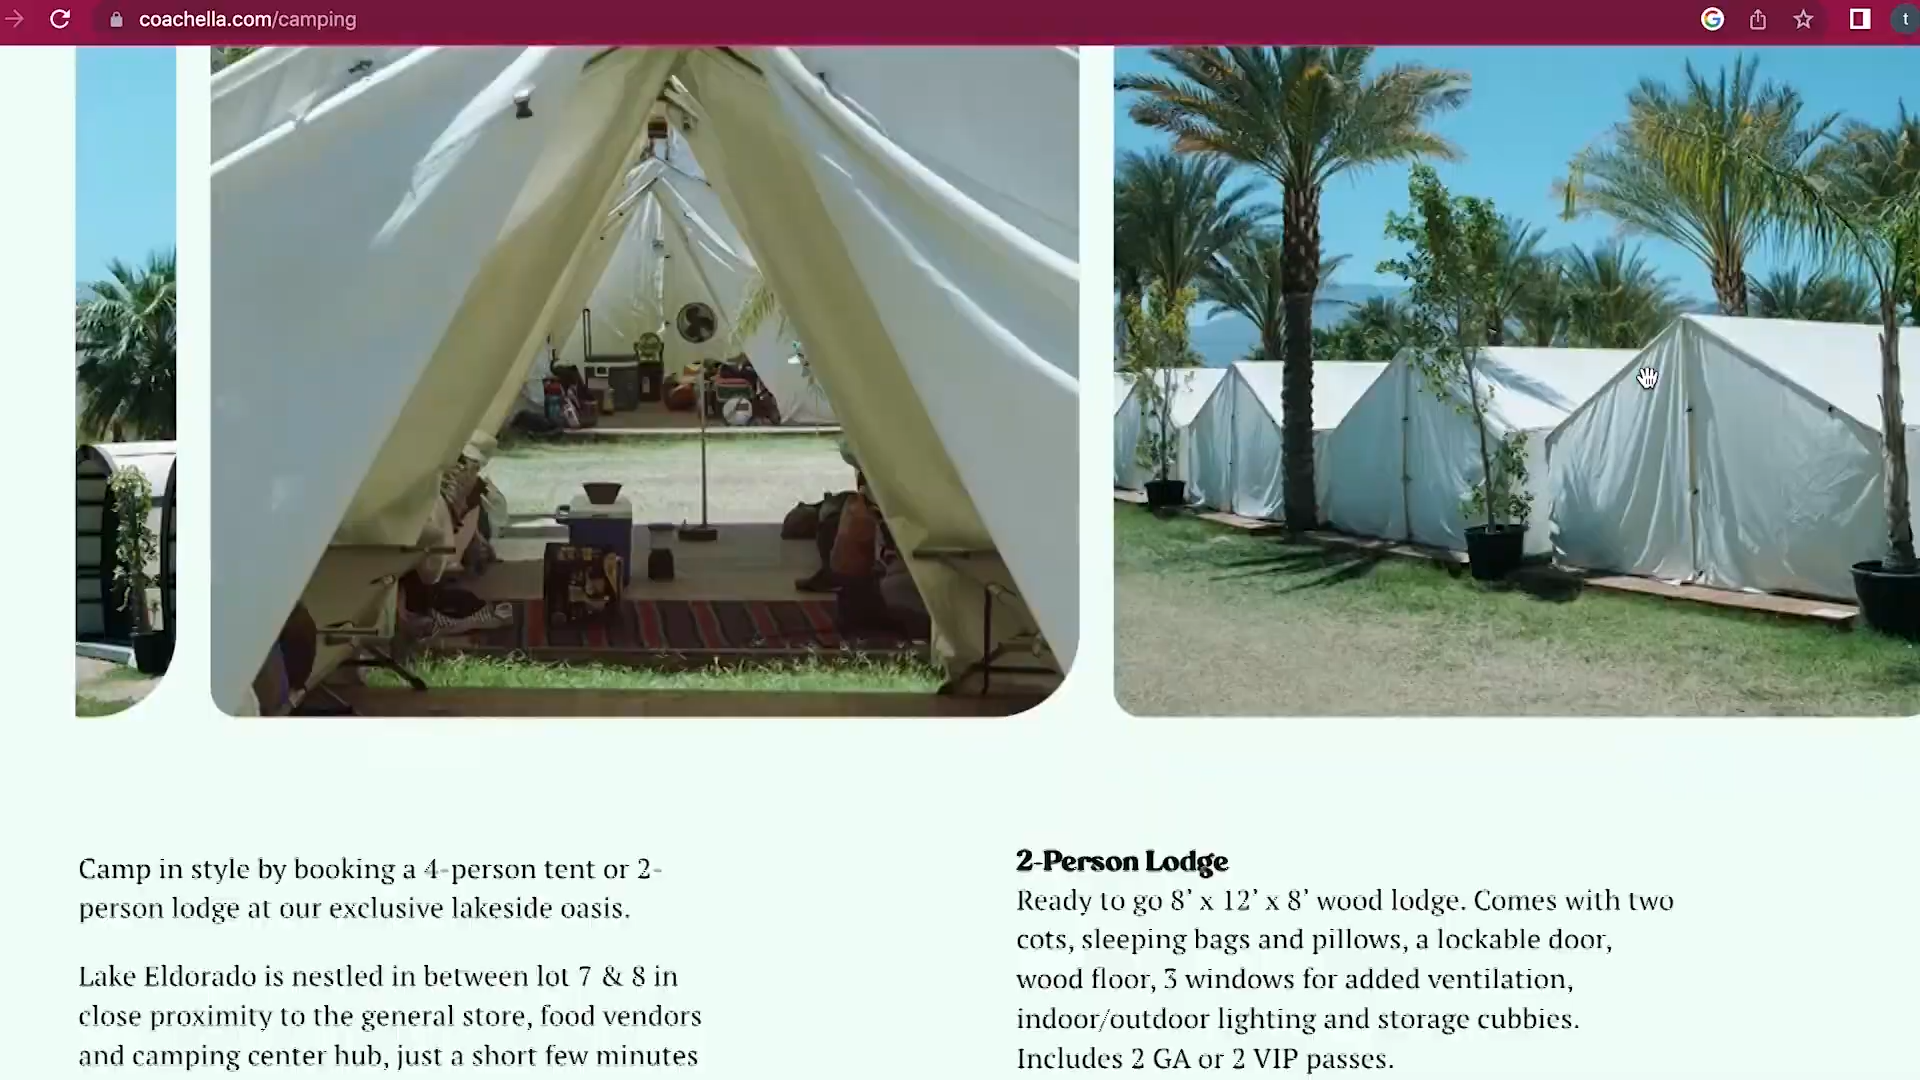 coachella.com/camping
t
Camp in style by booking a 4-person tent or 2-
person lodge at our exclusive lakeside oasis.
Lake Eldorado is nestled in between lot 7 & 8 in
close proximity to the general store, food vendors
and camping center hub, just a short few minutes
2-Person Lodge
Ready to go 8’ x 12’ x 8’ wood lodge. Comes with two
cots, sleeping bags and pillows, a lockable door,
wood floor, 3 windows for added ventilation,
indoor/outdoor lighting and storage cubbies.
Includes 2 GA or 2 VIP passes.